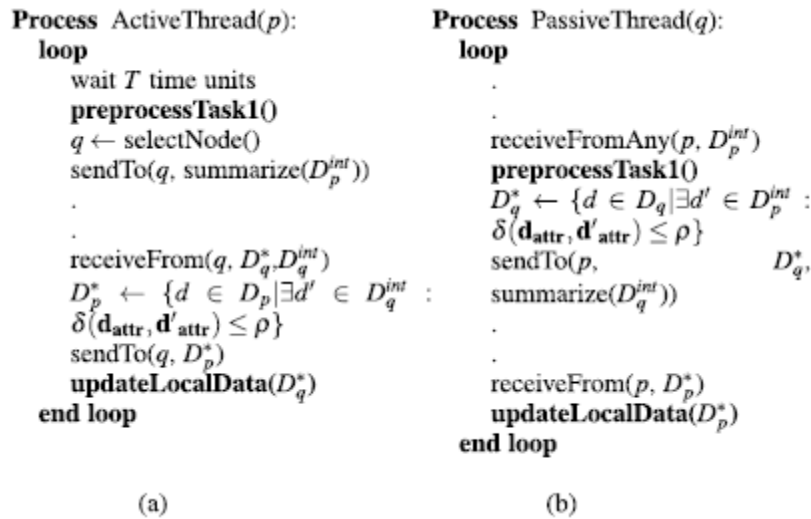 Process ActiveThread(p):
loop
wait T time units
preprocessTask1()
q ← selectNode()
sendTo(q, summarize(D_p^{int}))
.
.
receiveFrom(q, D_q^*,D_q^{int})
D_p^* ← {d ∈ D_p|∃d′ ∈ D_q^{int} :
δ(d_attr, d′_attr) ≤ ρ}
sendTo(q, D_p^*)
updateLocalData(D_q^*)
end loop
(a)
Process PassiveThread(q):
loop
.
.
receiveFromAny(p, D_p^{int})
preprocessTask1()
D_q^* ← {d ∈ D_q|∃d′ ∈ D_p^{int} :
δ(d_attr, d′_attr) ≤ ρ}
sendTo(p, D_q^*,
summarize(D_q^{int}))
.
.
receiveFrom(p, D_p^*)
updateLocalData(D_p^*)
end loop
(b)